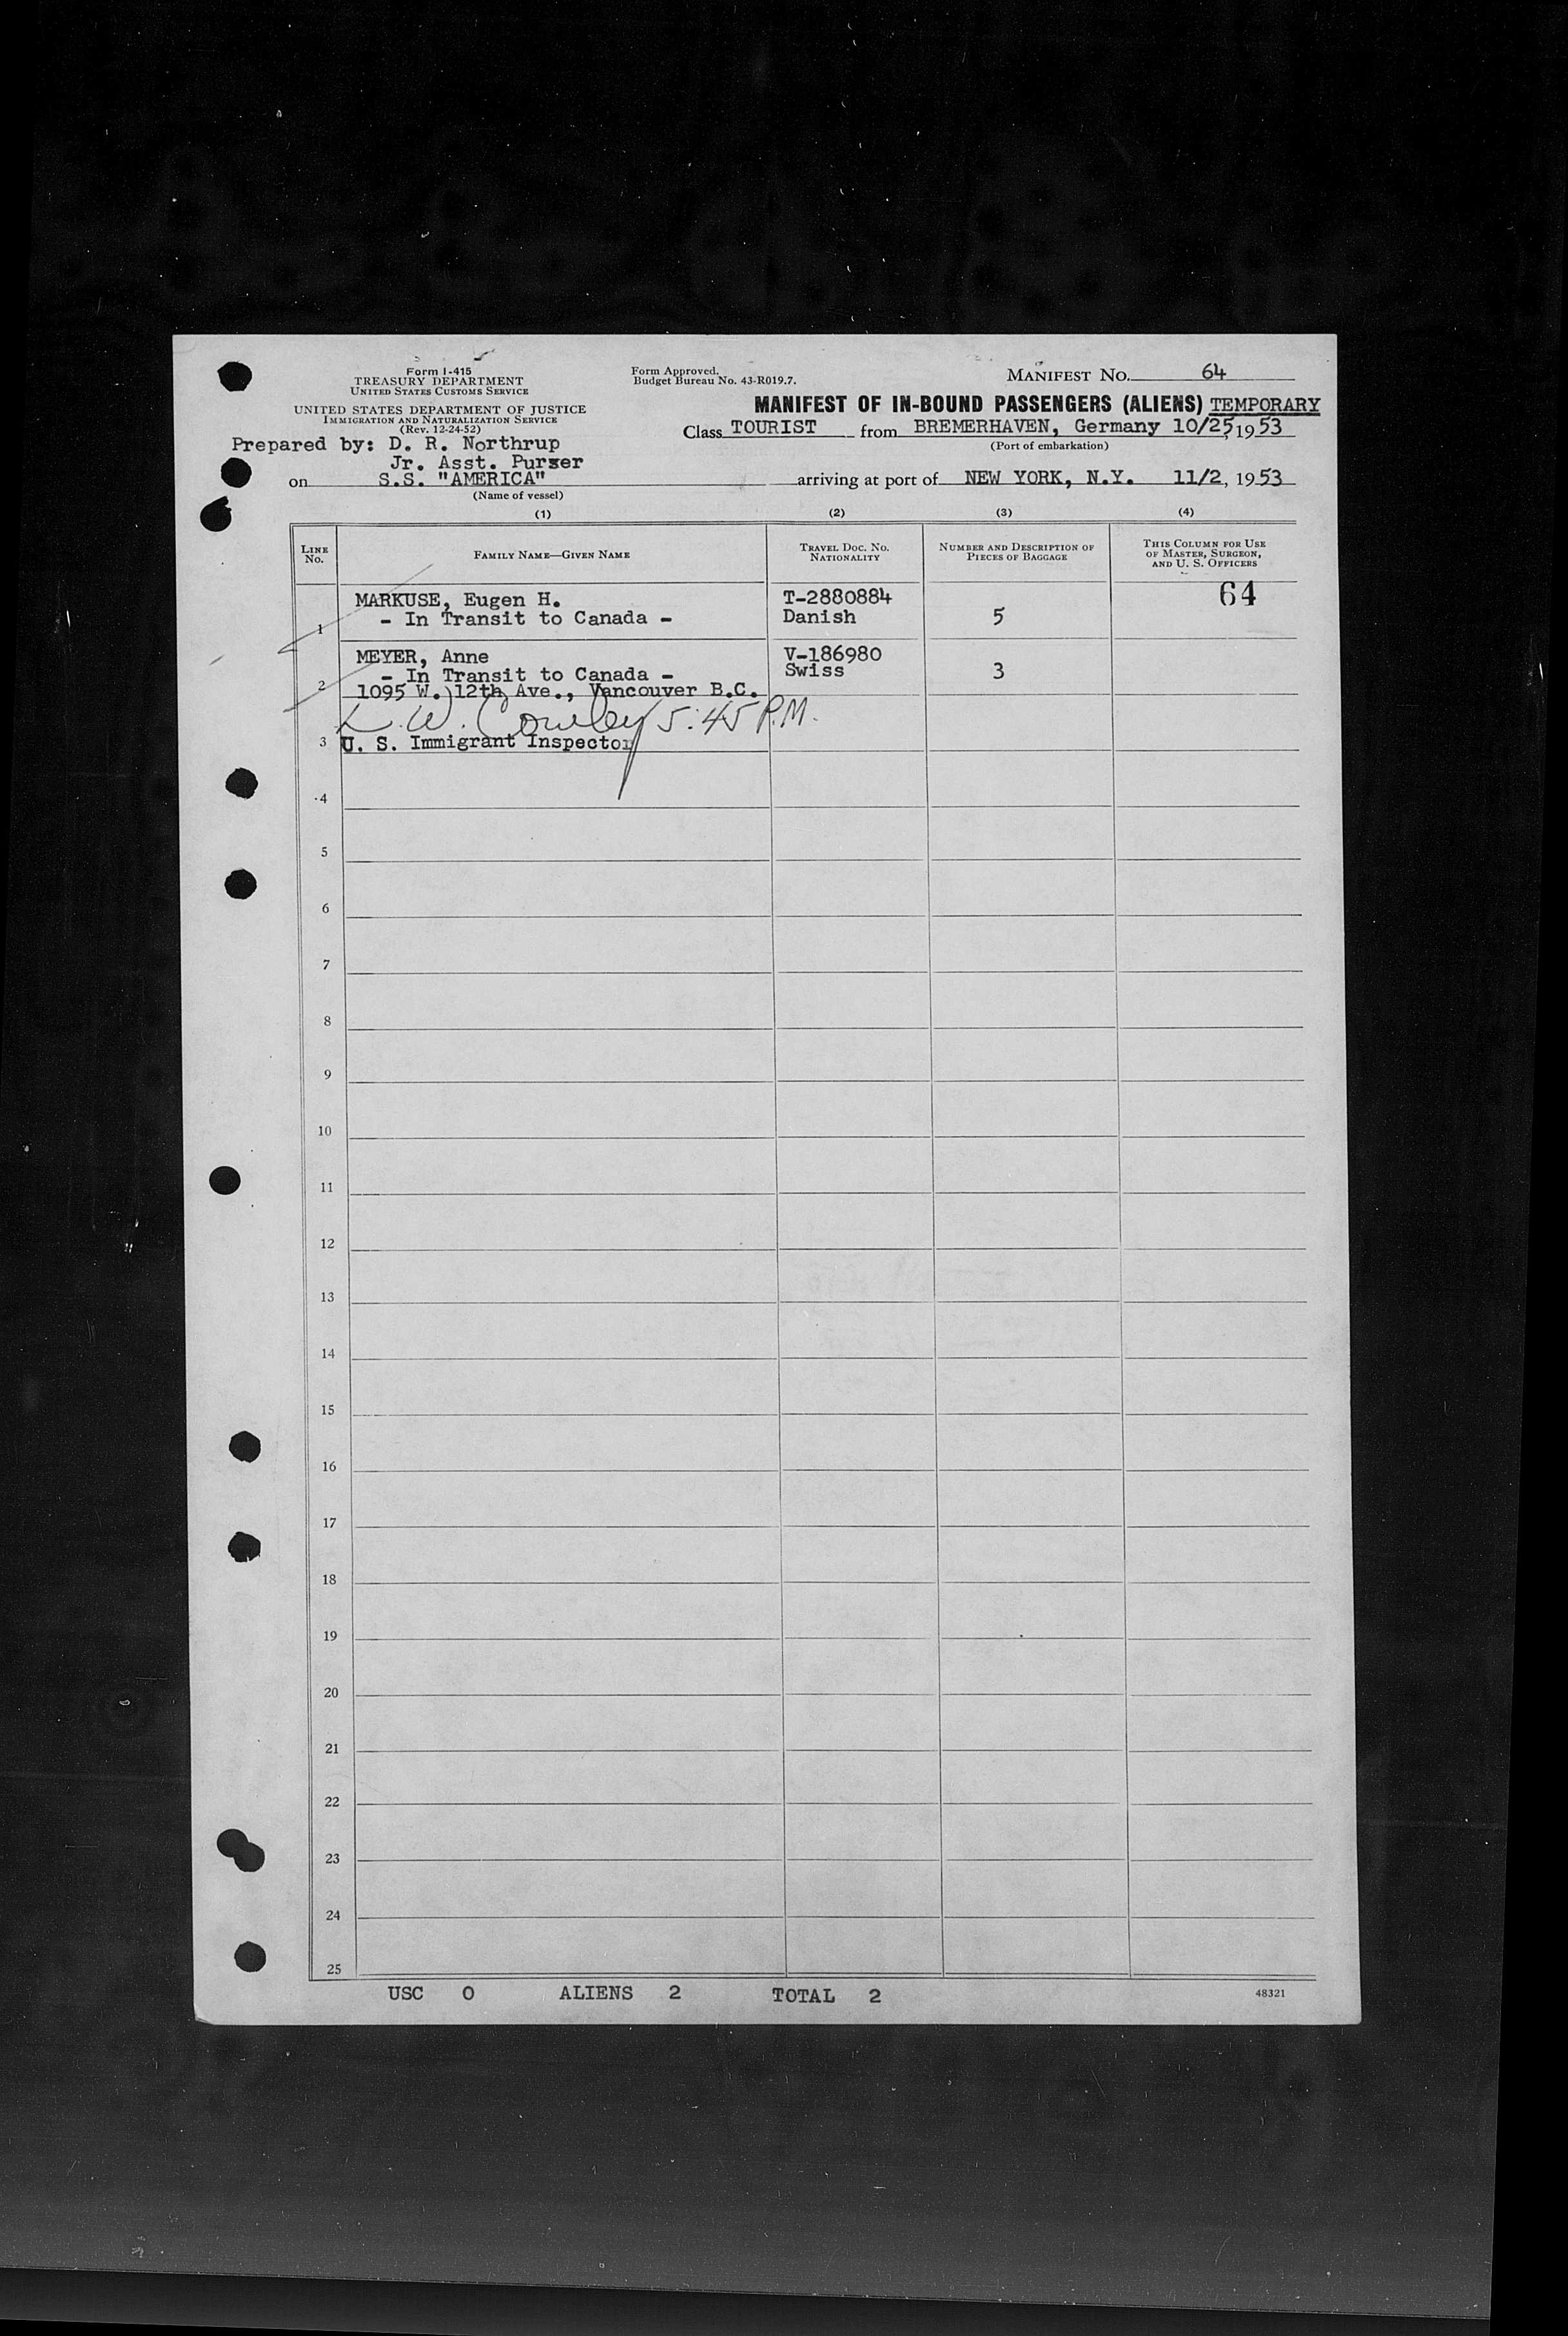 Form I-415
TREASURY DEPARTMENT
UNITED STATES CUSTOMS SERVICE
UNITED STATES DEPARTMENT OF JUSTICE
IMMIGRATION AND NATURALIZATION SERVICE
(Rev. 12-24-52)
Form Approved.
Budget Bureau No. 43-R019.7.
MANIFEST NO. 64
MANIFEST OF IN-BOUND PASSENGERS (ALIENS) TEMPORARY
Prepared by: D. R. Northrup
Jr. Asst. Purser
Class TOURIST from BREMERHAVEN, Germany 10/25, 1953
(Port of embarkation)
on S.S. "AMERICA"
(Name of vessel)
arriving at port of NEW YORK, N.Y. 11/2, 1953
(1) (2) (3) (4)
LINE No. FAMILY NAME—GIVEN NAME TRAVEL DOC. NO. NATIONALITY NUMBER AND DESCRIPTION OF PIECES OF BAGGAGE THIS COLUMN FOR USE OF MASTER, SURGEON, AND U. S. OFFICERS
MARKUSE, Eugen H. T-2880884 64
1 - In Transit to Canada - Danish 5
MEYER, Anne V-186980
2 - In Transit to Canada - Swiss 3
1095 W. 12th Ave., Vancouver B.C.
W. Cowley 5:45 P.M.
3 U. S. Immigrant Inspector
4
5
6
7
8
9
10
11
12
13
14
15
16
17
18
19
20
21
22
23
24
25
USC 0 ALIENS 2 TOTAL 2
48321